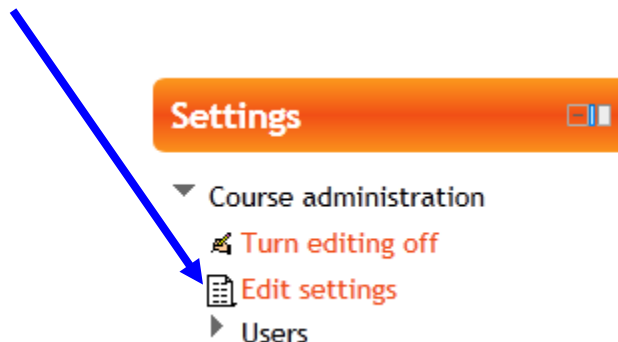 Settings
Course administration
Turn editing off
Edit settings
Users